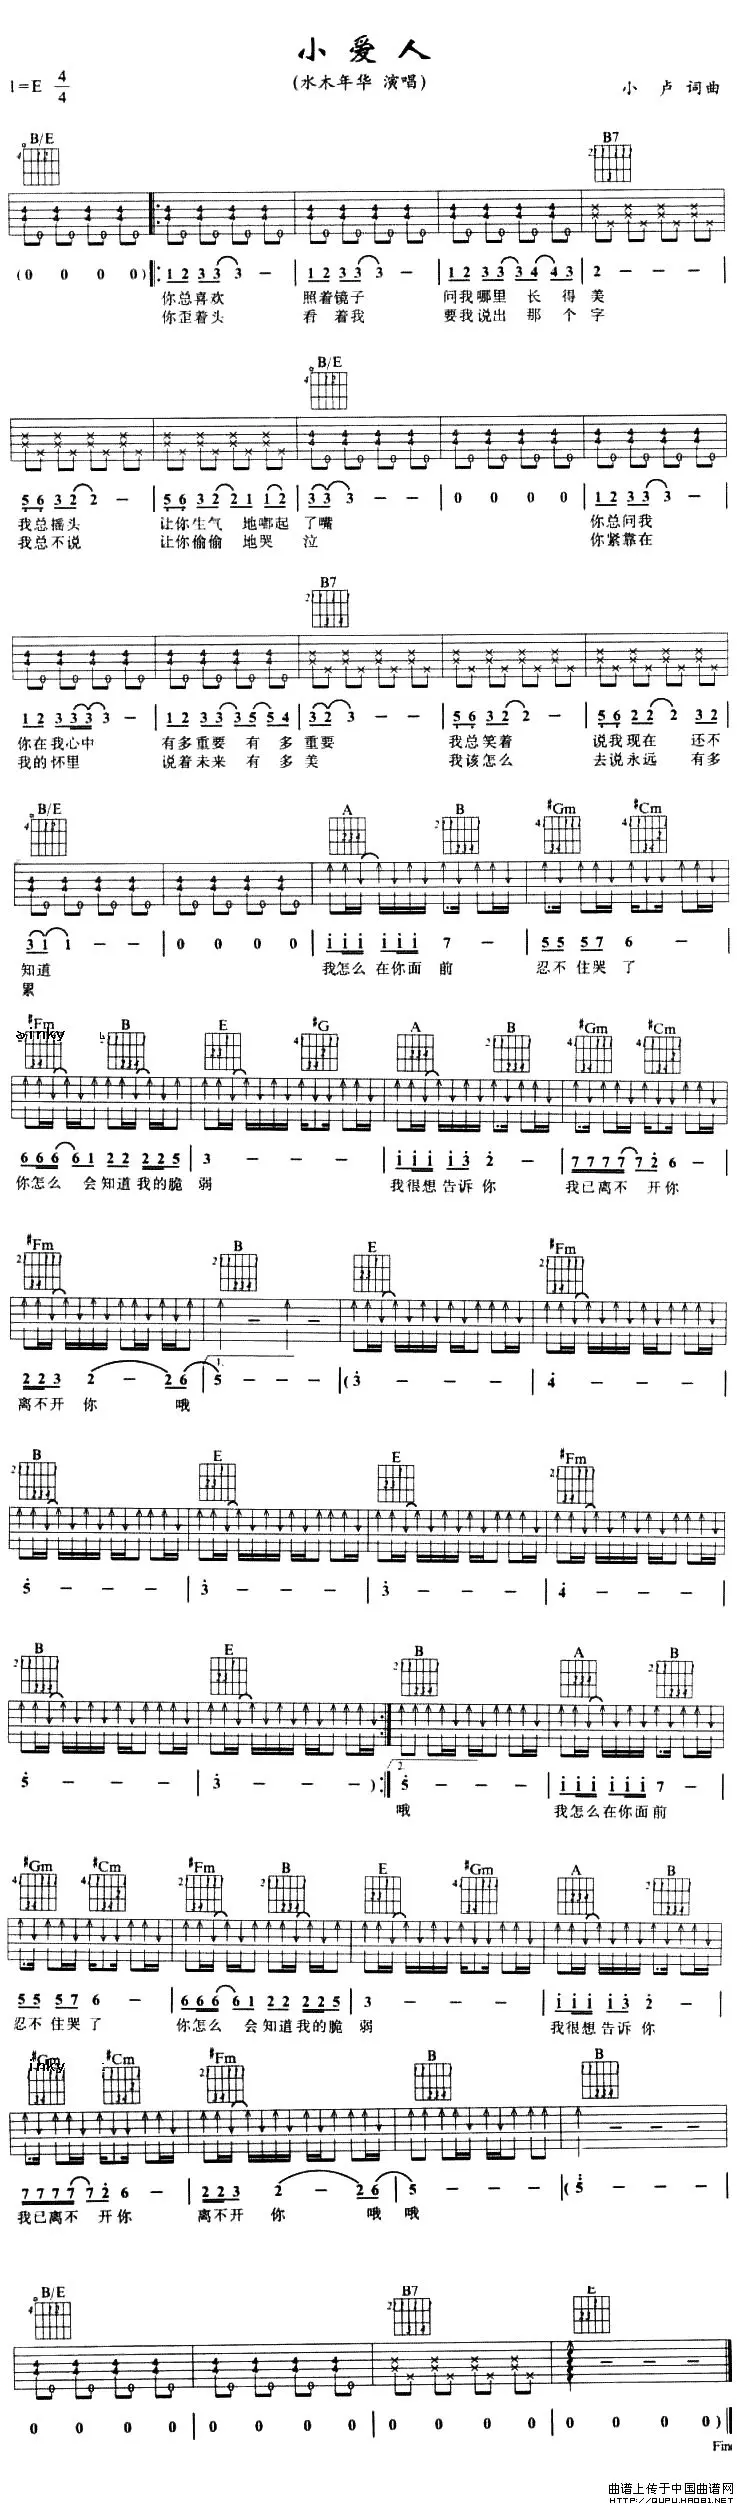 小 爱 人
1=E 4/4
(水木年华 演唱)
小 卢 词曲
B/E B7
(0 0 0 0) 1 2 3 3 3 — 1 2 3 3 3 — 1 2 3 3 3 4 4 3 2 — —
你总喜欢 照着镜子 问我哪里 长 得 美
你歪着头 看 着我 要我说出 那 个 字
B/E
5 6 3 2 2 — 5 6 3 2 2 1 1 2 3 3 3 — — 0 0 0 0 1 2 3 3 3 —
我总摇头 让你生气 地嘟起 了嘴 你总问我
我总不说 让你偷偷 地哭 泣 你紧靠在
B7
1 2 3 3 3 3 — 1 2 3 3 3 5 5 4 3 2 3 — — 5 6 3 2 2 — 5 6 2 2 2 3 2
你在我心中 有多重要 有 多 重要 我总笑着 说我现在 还不
我的怀里 说着未来 有 多 美 我该怎么 去说永远 有多
B/E A B #Gm #Cm
3 1 1 — — 0 0 0 0 i i i i i i 7 — 5 5 5 7 6 —
知道 我怎么 在你面 前 忍不 住哭 了
累
#Fm B E #G A B #Gm #Cm
6 6 6 6 6 1 2 2 2 2 5 3 — — — i i i i 3 2 — 7 7 7 7 7 2 6 —
你怎么 会知道我的脆 弱 我很想告诉 你 我已离不 开你
#Fm B E #Fm
2 2 3 2 — 2 6 5 — — — (3 — — — 4 — — —
1.
离不开 你 哦
B E E #Fm
5 — — — 3 — — — 3 — — — 4 — — —
B E B A B
5 — — — 3 — — — ) 5 — — — i i i i i i 7 —
2.
哦 我怎么在你面 前
#Gm #Cm #Fm B E #Gm A B
5 5 5 7 6 — 6 6 6 6 1 2 2 2 2 5 3 — — — i i i i 3 2 —
忍不 住哭 了 你怎么 会知道我的脆 弱 我很想告诉 你
#Gm #Cm #Fm B B
7 7 7 7 7 2 6 — 2 2 3 2 — 2 6 5 — — — (5 — — —
我已离不 开你 离不开 你 哦 哦
B/E B7 E
0 0 0 0 0 0 0 0 0 0 0 0 0 0 0 0)
Fine
曲谱上传于中国曲谱网
HTTP://QUPU.HAO81.NET